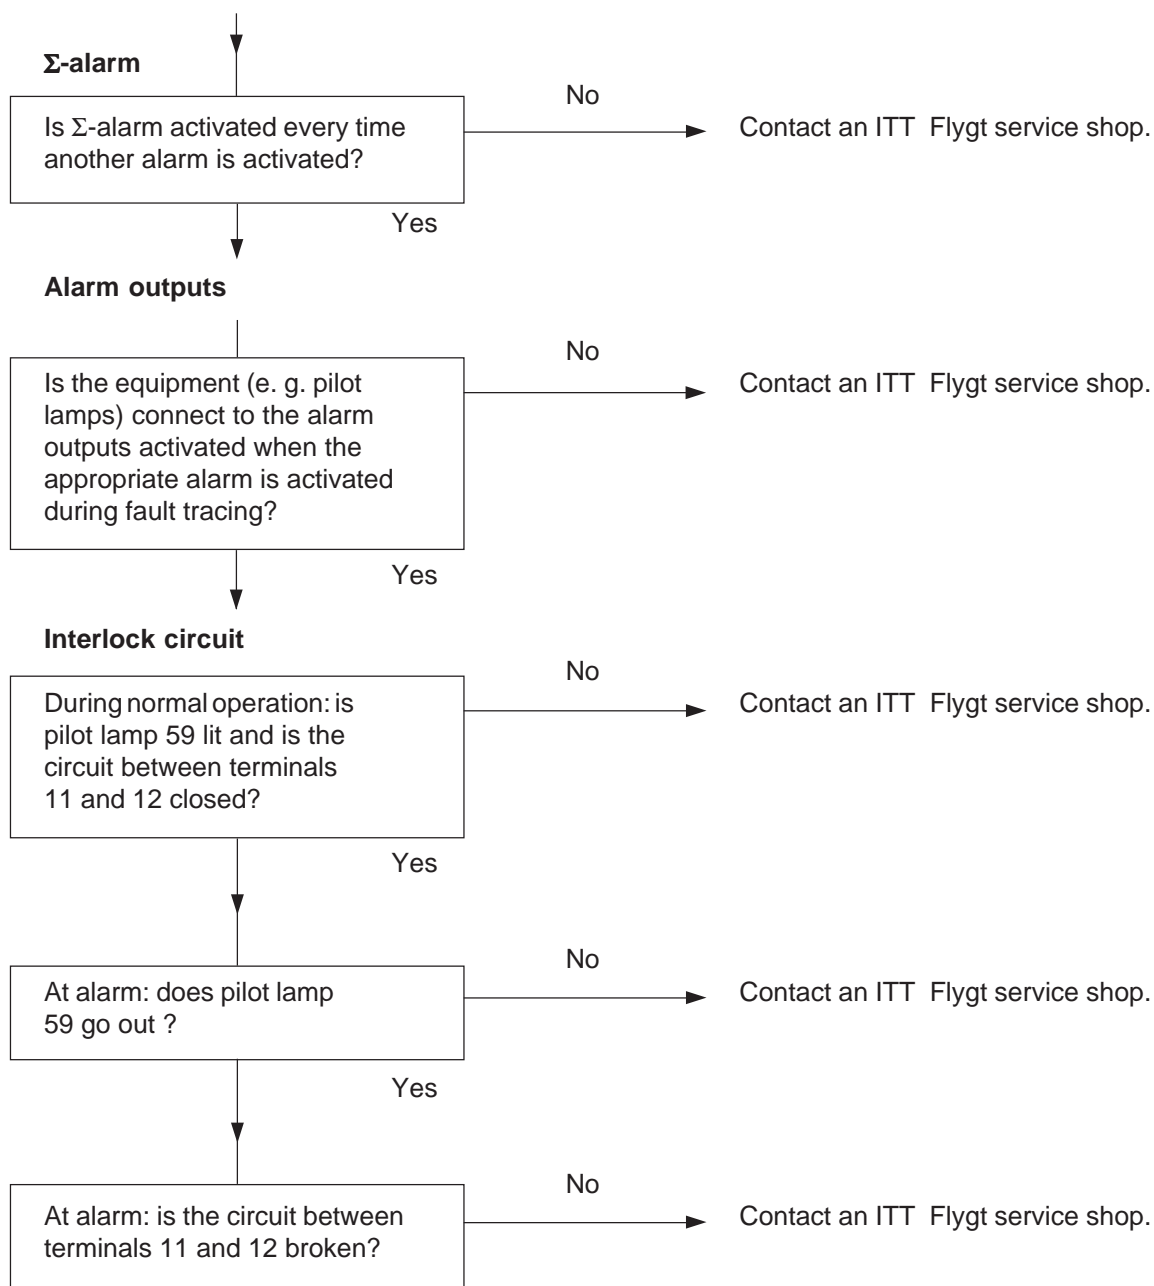 Σ-alarm
No
Is Σ-alarm activated every time
another alarm is activated?
Contact an ITT Flygt service shop.
Yes
Alarm outputs
No
Is the equipment (e. g. pilot
lamps) connect to the alarm
outputs activated when the
appropriate alarm is activated
during fault tracing?
Contact an ITT Flygt service shop.
Yes
Interlock circuit
No
During normal operation: is
pilot lamp 59 lit and is the
circuit between terminals
11 and 12 closed?
Contact an ITT Flygt service shop.
Yes
No
At alarm: does pilot lamp
59 go out ?
Contact an ITT Flygt service shop.
Yes
No
At alarm: is the circuit between
terminals 11 and 12 broken?
Contact an ITT Flygt service shop.